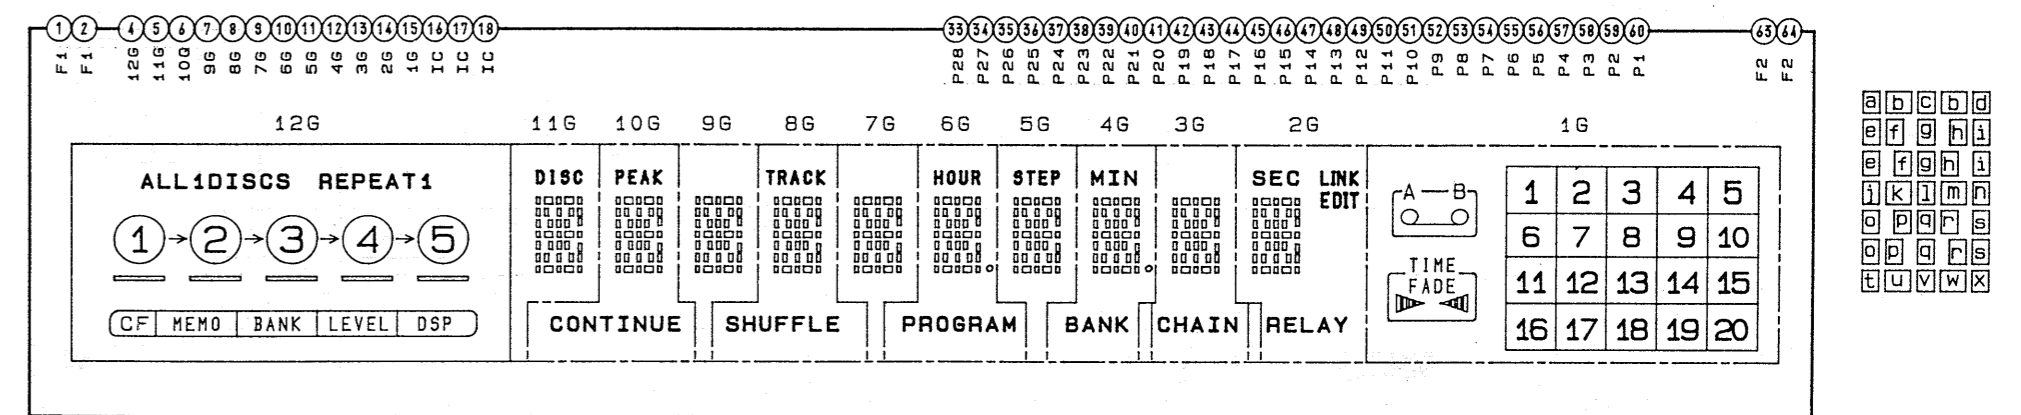 1 2 4 5 6 7 8 9 10 11 12 13 14 15 16 17 18 33 34 35 36 37 38 39 40 41 42 43 44 45 46 47 48 49 50 51 52 53 54 55 56 57 58 59 60 63 64
F1 F1 12G 11G 10Q 9G 8G 7G 6G 5G 4G 3G 2G 1G IC IC IC P28 P27 P26 P25 P24 P23 P22 P21 P20 P19 P18 P17 P16 P15 P14 P13 P12 P11 P10 P9 P8 P7 P6 P5 P4 P3 P2 P1 F2 F2
12G 11G 10G 9G 8G 7G 6G 5G 4G 3G 2G 1G
ALL1DISCS REPEAT1
DISC PEAK TRACK HOUR STEP MIN SEC LINK
EDIT
1 → 2 → 3 → 4 → 5
CF MEMO BANK LEVEL DSP
CONTINUE SHUFFLE PROGRAM BANK CHAIN RELAY
A — B
TIME
FADE
1 2 3 4 5
6 7 8 9 10
11 12 13 14 15
16 17 18 19 20
a b c b d
e f g h i
e f g h i
j k l m n
o p q r s
o p q r s
t u v w x